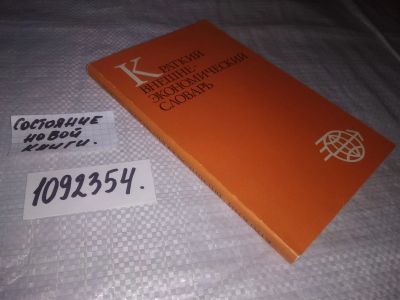 КРАТКИЙ
ВНЕШНЕ-
ЭКОНОМИЧЕСКИЙ
СЛОВАРЬ
СОСТОЯНИЕ
НОВОЙ
КНИГИ.
1092354.